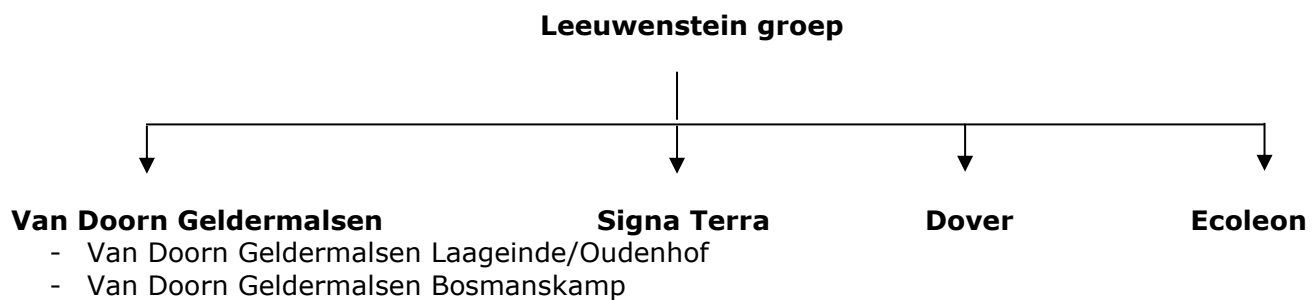 Leeuwenstein groep
Van Doorn Geldermalsen Signa Terra Dover Ecoleon
- Van Doorn Geldermalsen Laageinde/Oudenhof
- Van Doorn Geldermalsen Bosmanskamp